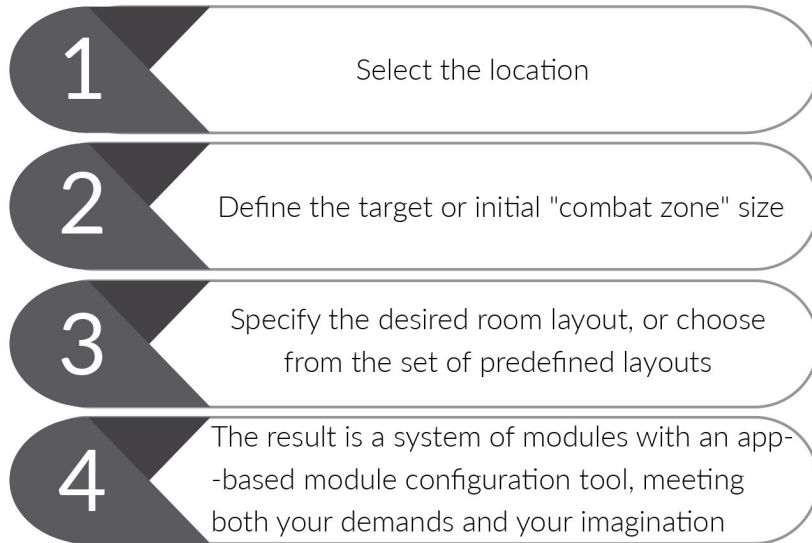 1
Select the location
2
Define the target or initial "combat zone" size
3
Specify the desired room layout, or choose
from the set of predefined layouts
4
The result is a system of modules with an app-
-based module configuration tool, meeting
both your demands and your imagination